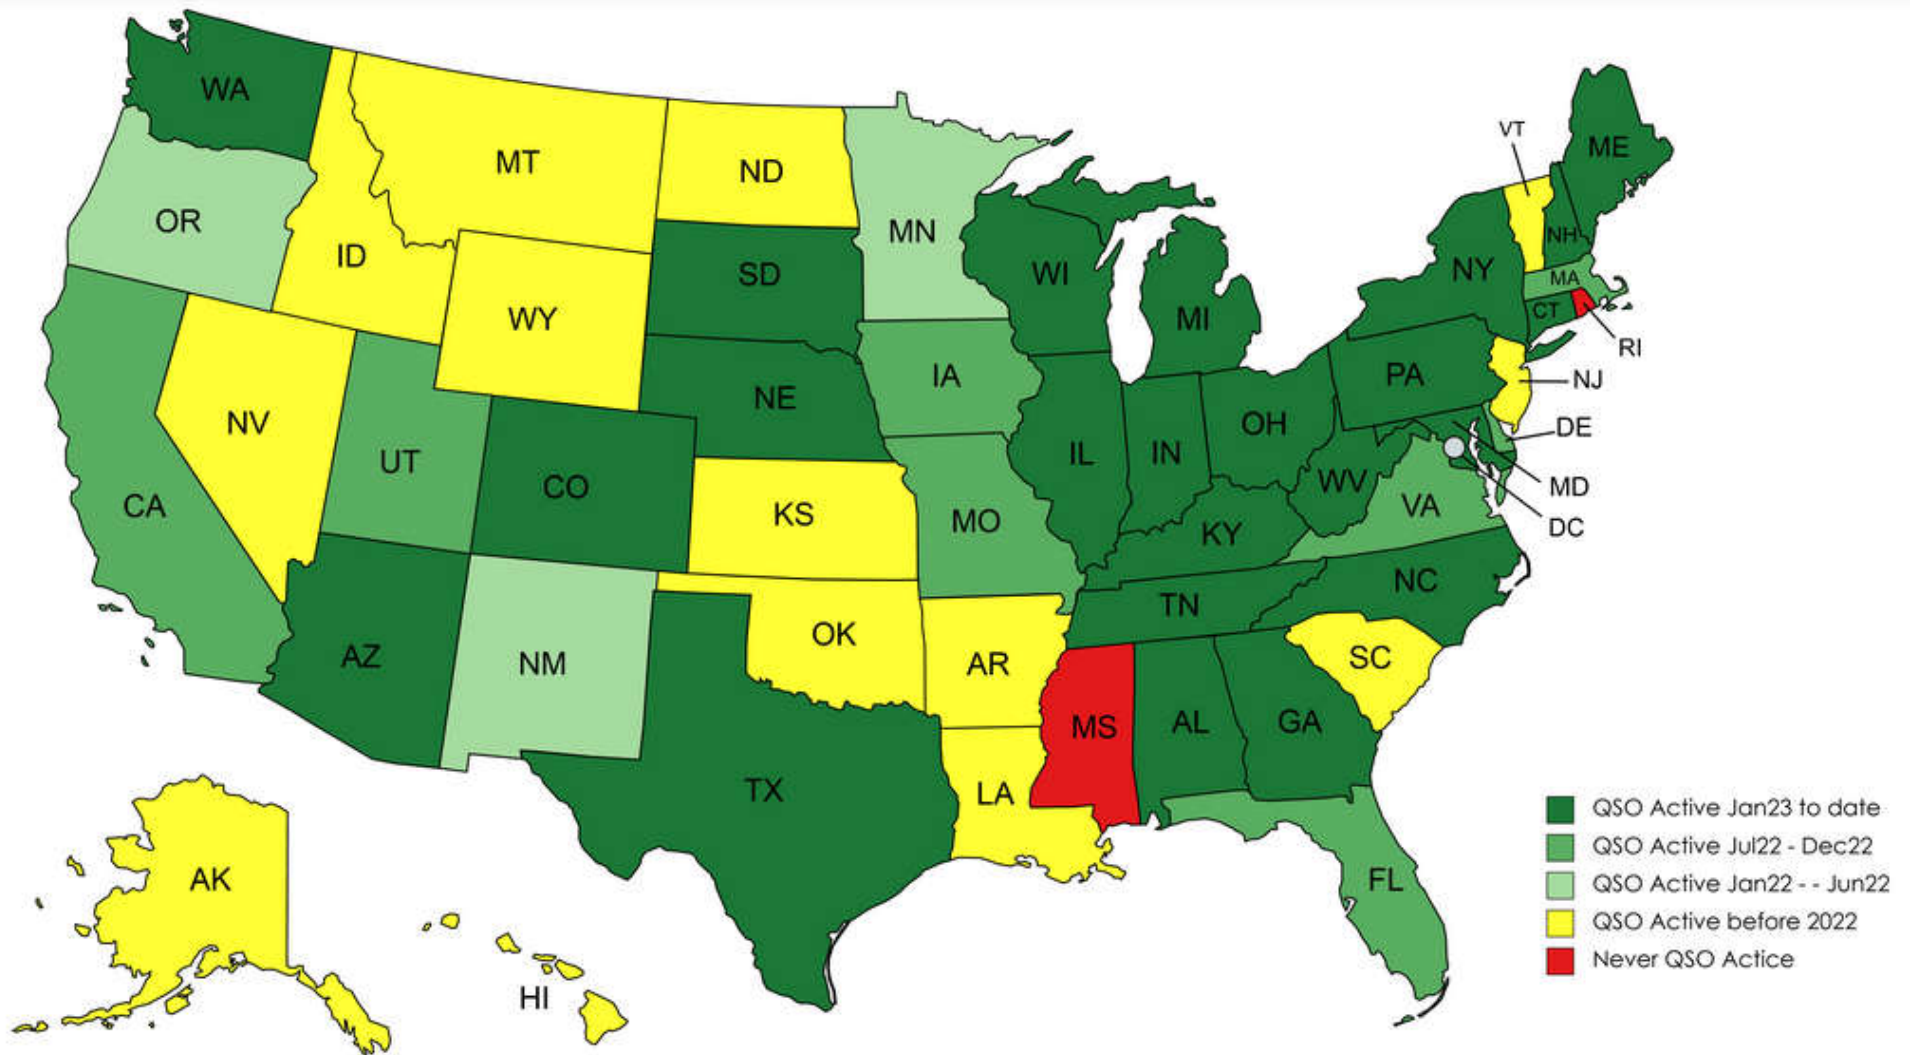 WA
VT
ME
MT
ND
OR
MN
NH
ID
SD
WI
NY
MA
WY
MI
CT
RI
IA
PA
NJ
NE
NV
OH
DE
UT
IL
IN
CO
WV
MD
CA
KS
MO
VA
DC
KY
NC
TN
OK
AZ
NM
AR
SC
MS
AL
GA
TX
LA
AK
FL
HI
QSO Active Jan23 to date
QSO Active Jul22 - Dec22
QSO Active Jan22 - - Jun22
QSO Active before 2022
Never QSO Actice